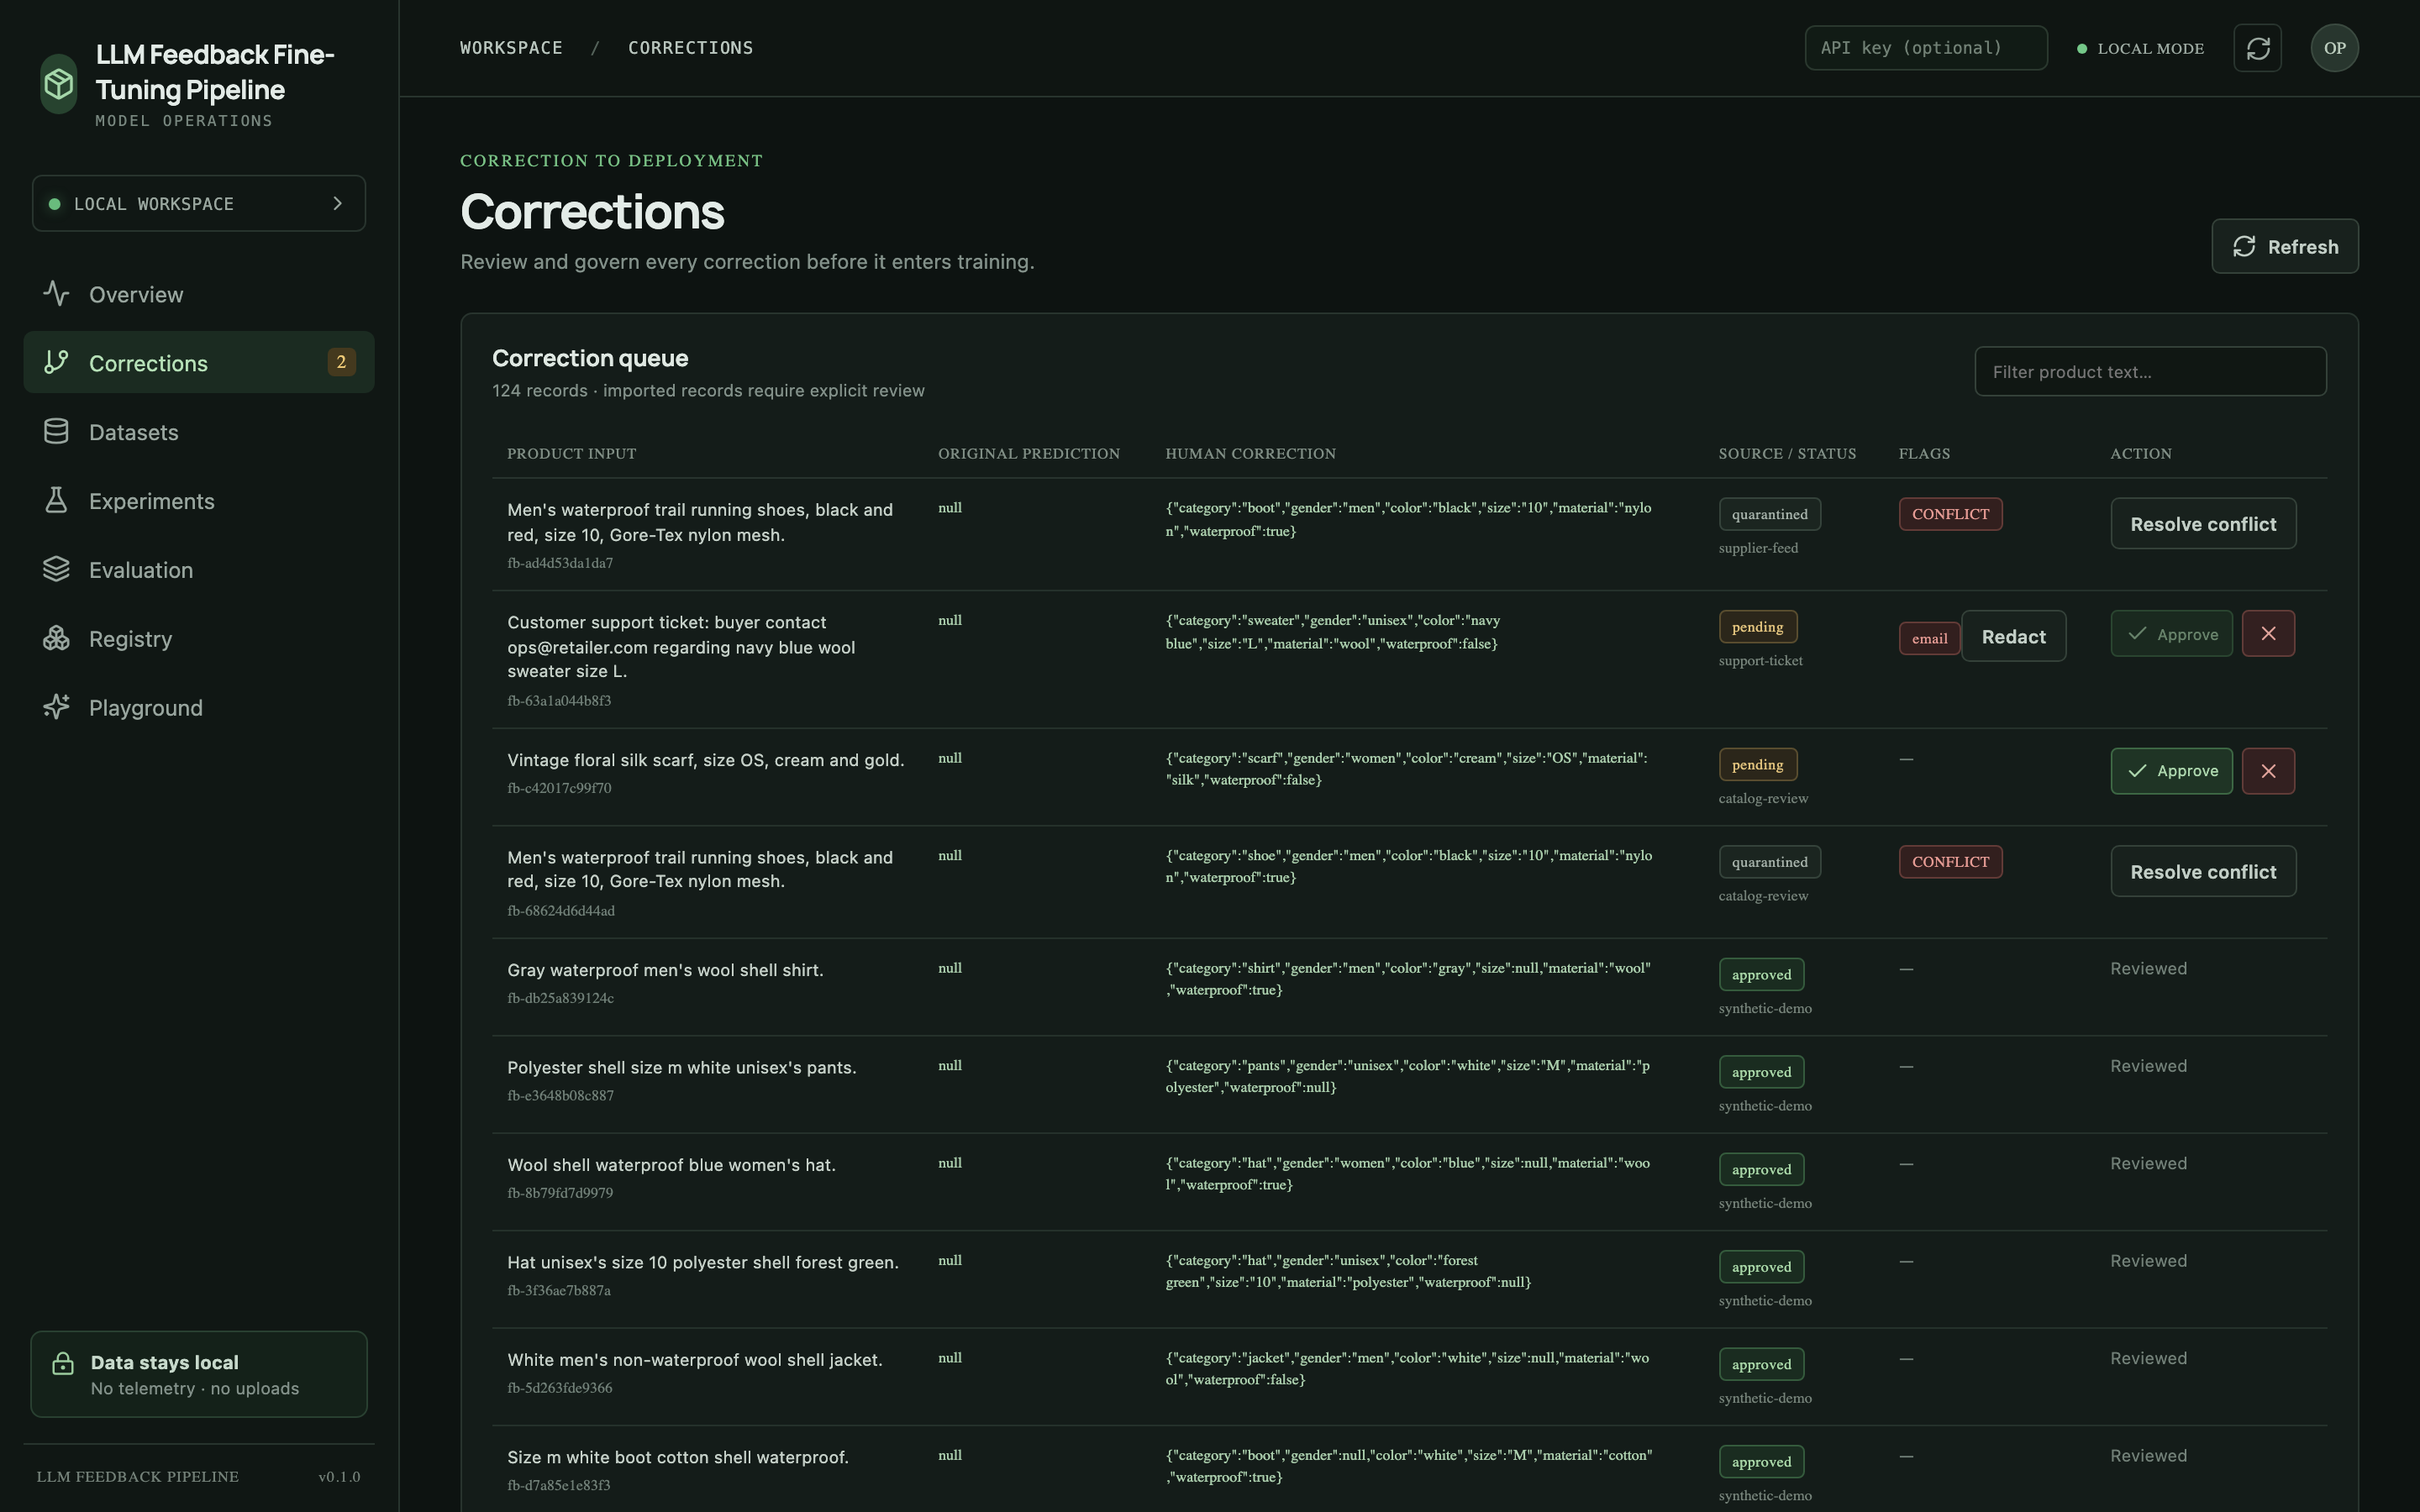 LLM Feedback Fine-
Tuning Pipeline
MODEL OPERATIONS
LOCAL WORKSPACE
Overview
Corrections 2
Datasets
Experiments
Evaluation
Registry
Playground
Data stays local
No telemetry · no uploads
LLM FEEDBACK PIPELINE v0.1.0
WORKSPACE / CORRECTIONS
API key (optional)
LOCAL MODE
OP
CORRECTION TO DEPLOYMENT
Corrections
Review and govern every correction before it enters training.
Refresh
Correction queue
124 records · imported records require explicit review
Filter product text...
PRODUCT INPUT ORIGINAL PREDICTION HUMAN CORRECTION SOURCE / STATUS FLAGS ACTION
Men's waterproof trail running shoes, black and
red, size 10, Gore-Tex nylon mesh.
fb-ad4d53da1da7
null
{"category":"boot","gender":"men","color":"black","size":"10","material":"nylo
n","waterproof":true}
quarantined
supplier-feed
CONFLICT
Resolve conflict
Customer support ticket: buyer contact
ops@retailer.com regarding navy blue wool
sweater size L.
fb-63a1a044b8f3
null
{"category":"sweater","gender":"unisex","color":"navy
blue","size":"L","material":"wool","waterproof":false}
pending
support-ticket
email Redact
Approve
Vintage floral silk scarf, size OS, cream and gold.
fb-c42017c99f70
null
{"category":"scarf","gender":"women","color":"cream","size":"OS","material":
"silk","waterproof":false}
pending
catalog-review
—
Approve
Men's waterproof trail running shoes, black and
red, size 10, Gore-Tex nylon mesh.
fb-68624d6d44ad
null
{"category":"shoe","gender":"men","color":"black","size":"10","material":"nylo
n","waterproof":true}
quarantined
catalog-review
CONFLICT
Resolve conflict
Gray waterproof men's wool shell shirt.
fb-db25a839124c
null
{"category":"shirt","gender":"men","color":"gray","size":null,"material":"wool"
,"waterproof":true}
approved
synthetic-demo
—
Reviewed
Polyester shell size m white unisex's pants.
fb-e3648b08c887
null
{"category":"pants","gender":"unisex","color":"white","size":"M","material":"p
olyester","waterproof":null}
approved
synthetic-demo
—
Reviewed
Wool shell waterproof blue women's hat.
fb-8b79fd7d9979
null
{"category":"hat","gender":"women","color":"blue","size":null,"material":"woo
l","waterproof":true}
approved
synthetic-demo
—
Reviewed
Hat unisex's size 10 polyester shell forest green.
fb-3f36ae7b887a
null
{"category":"hat","gender":"unisex","color":"forest
green","size":"10","material":"polyester","waterproof":null}
approved
synthetic-demo
—
Reviewed
White men's non-waterproof wool shell jacket.
fb-5d263fde9366
null
{"category":"jacket","gender":"men","color":"white","size":null,"material":"wo
ol","waterproof":false}
approved
synthetic-demo
—
Reviewed
Size m white boot cotton shell waterproof.
fb-d7a85e1e83f3
null
{"category":"boot","gender":null,"color":"white","size":"M","material":"cotton"
,"waterproof":true}
approved
synthetic-demo
—
Reviewed